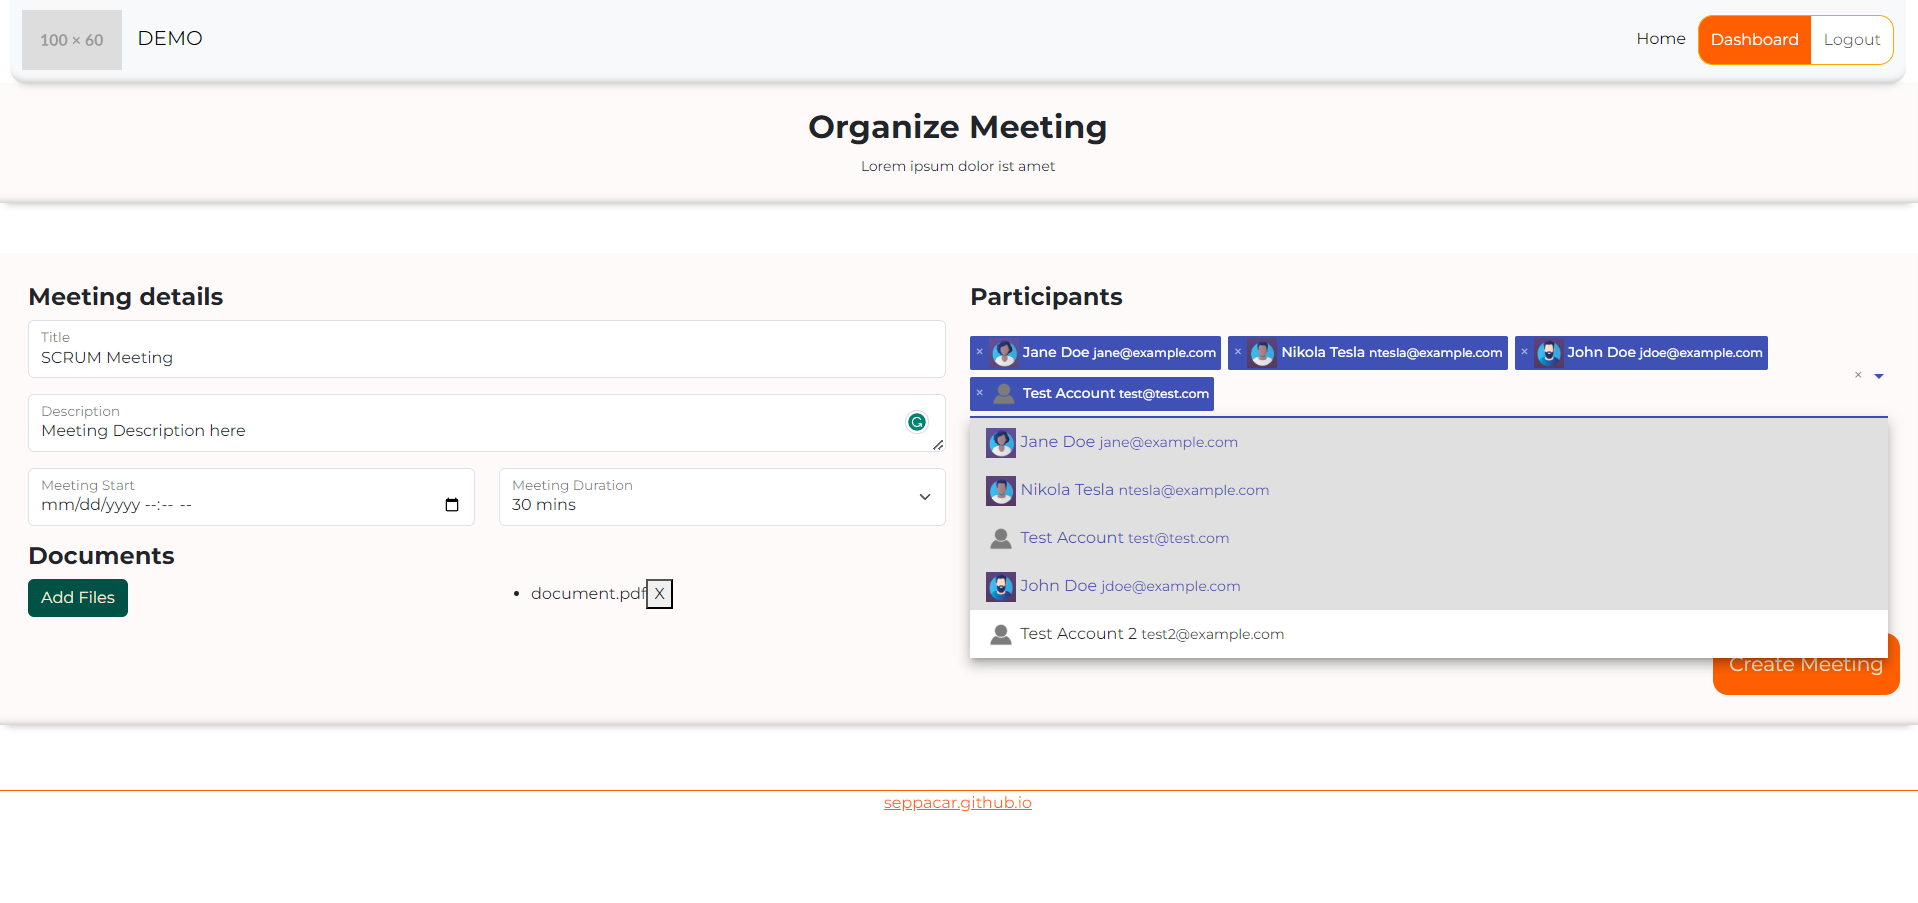 100 × 60
DEMO
Home
Dashboard
Logout
Organize Meeting
Lorem ipsum dolor ist amet
Meeting details
Title
SCRUM Meeting
Description
Meeting Description here
Meeting Start
mm/dd/yyyy --:-- --
Meeting Duration
30 mins
Documents
Add Files
document.pdf X
Participants
× Jane Doe jane@example.com × Nikola Tesla ntesla@example.com × John Doe jdoe@example.com
× Test Account test@test.com
×
Jane Doe jane@example.com
Nikola Tesla ntesla@example.com
Test Account test@test.com
John Doe jdoe@example.com
Test Account 2 test2@example.com
Create Meeting
seppacar.github.io